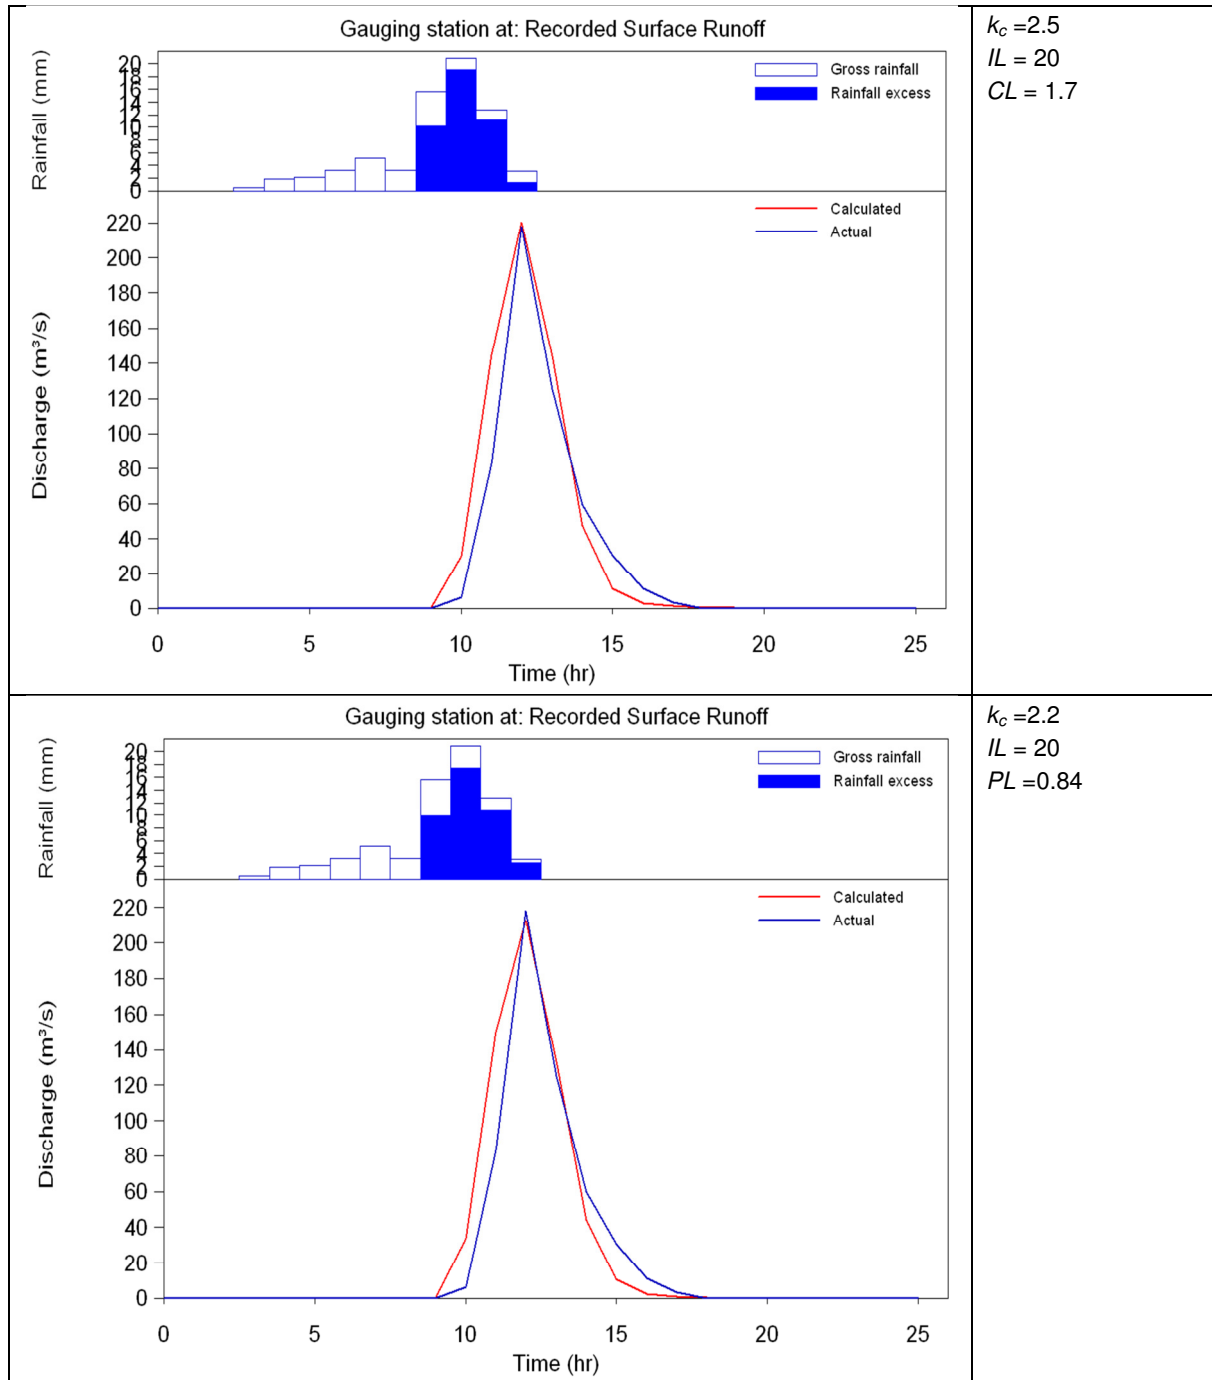 Gauging station at: Recorded Surface Runoff
Rainfall (mm)
20
18
16
14
12
10
8
6
4
2
0
Gross rainfall
Rainfall excess
Discharge (m³/s)
220
200
180
160
140
120
100
80
60
40
20
0
Calculated
Actual
0 5 10 15 20 25
Time (hr)
kc =2.5
IL = 20
CL = 1.7
Gauging station at: Recorded Surface Runoff
Rainfall (mm)
20
18
16
14
12
10
8
6
4
2
0
Gross rainfall
Rainfall excess
Discharge (m³/s)
220
200
180
160
140
120
100
80
60
40
20
0
Calculated
Actual
0 5 10 15 20 25
Time (hr)
kc =2.2
IL = 20
PL =0.84